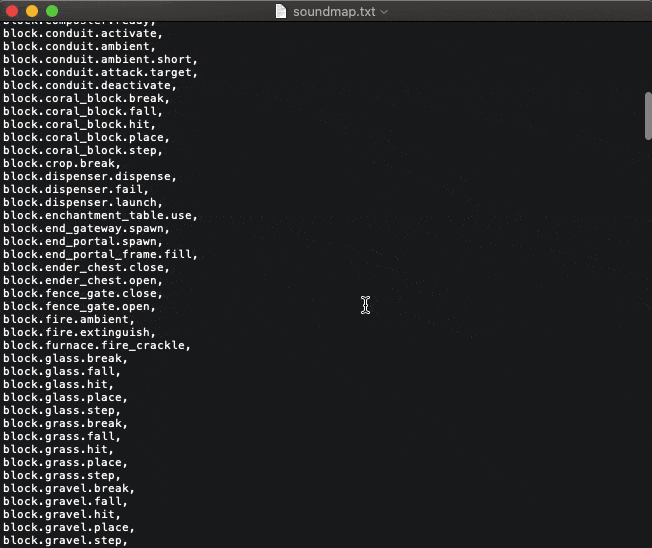 soundmap.txt
block.composter.ready,
block.conduit.activate,
block.conduit.ambient,
block.conduit.ambient.short,
block.conduit.attack.target,
block.conduit.deactivate,
block.coral_block.break,
block.coral_block.fall,
block.coral_block.hit,
block.coral_block.place,
block.coral_block.step,
block.crop.break,
block.dispenser.dispense,
block.dispenser.fail,
block.dispenser.launch,
block.enchantment_table.use,
block.end_gateway.spawn,
block.end_portal.spawn,
block.end_portal_frame.fill,
block.ender_chest.close,
block.ender_chest.open,
block.fence_gate.close,
block.fence_gate.open,
block.fire.ambient,
block.fire.extinguish,
block.furnace.fire_crackle,
block.glass.break,
block.glass.fall,
block.glass.hit,
block.glass.place,
block.glass.step,
block.grass.break,
block.grass.fall,
block.grass.hit,
block.grass.place,
block.grass.step,
block.gravel.break,
block.gravel.fall,
block.gravel.hit,
block.gravel.place,
block.gravel.step,